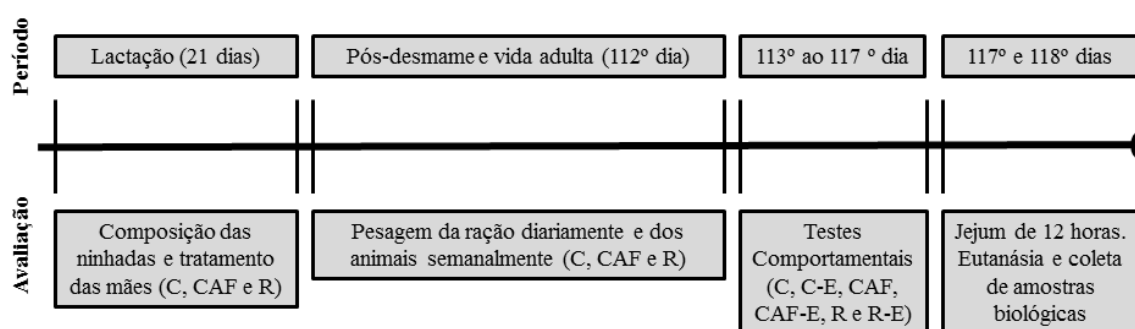 Período
Lactação (21 dias)
Pós-desmame e vida adulta (112º dia)
113º ao 117 º dia
117º e 118º dias
Avaliação
Composição das
ninhadas e tratamento
das mães (C, CAF e R)
Pesagem da ração diariamente e dos
animais semanalmente (C, CAF e R)
Testes
Comportamentais
(C, C-E, CAF,
CAF-E, R e R-E)
Jejum de 12 horas.
Eutanásia e coleta
de amostras
biológicas